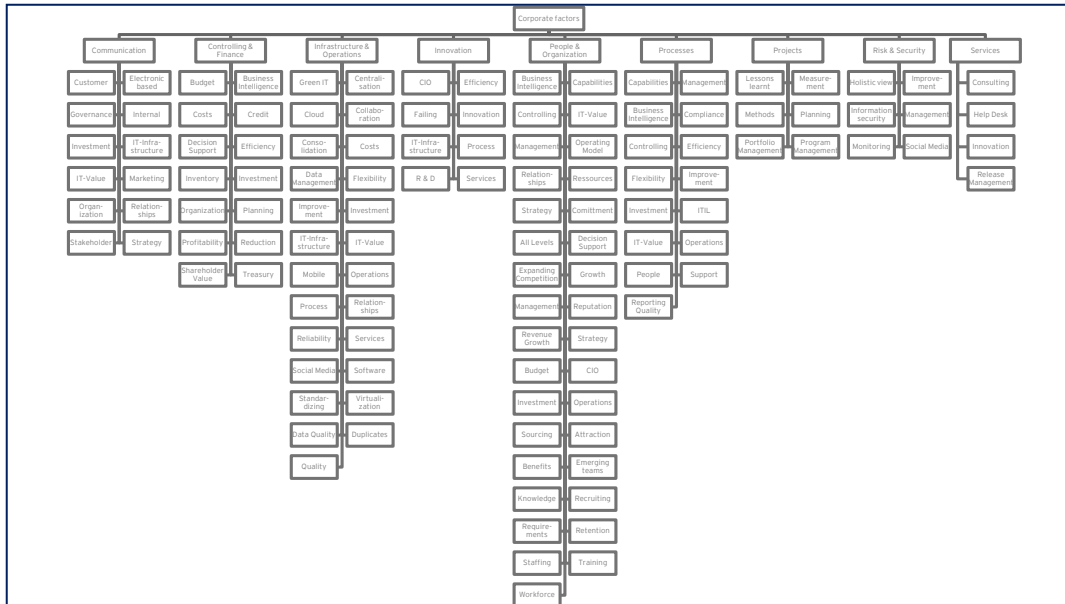 Corporate factors
Communication
Controlling &
Finance
Infrastructure &
Operations
Innovation
People &
Organization
Processes
Projects
Risk & Security
Services
Customer
Electronic
based
Governance
Internal
Investment
IT-Infra-
structure
IT-Value
Marketing
Organ-
ization
Relation-
ships
Stakeholder
Strategy
Budget
Business
Intelligence
Costs
Credit
Decision
Support
Efficiency
Inventory
Investment
Organization
Planning
Profitability
Reduction
Shareholder
Value
Treasury
Green IT
Centrali-
sation
Cloud
Collabo-
ration
Conso-
lidation
Costs
Data
Management
Flexibility
Improve-
ment
Investment
IT-Infra-
structure
IT-Value
Mobile
Operations
Process
Relation-
ships
Reliability
Services
Social Media
Software
Standar-
dizing
Virtuali-
zation
Data Quality
Duplicates
Quality
CIO
Efficiency
Failing
Innovation
IT-Infra-
structure
Process
R & D
Services
Business
Intelligence
Capabilities
Controlling
IT-Value
Management
Operating
Model
Relation-
ships
Ressources
Strategy
Comittment
All Levels
Decision
Support
Expanding
Competition
Growth
Management
Reputation
Revenue
Growth
Strategy
Budget
CIO
Investment
Operations
Sourcing
Attraction
Benefits
Emerging
teams
Knowledge
Recruiting
Require-
ments
Retention
Staffing
Training
Workforce
Capabilities
Management
Business
Intelligence
Compliance
Controlling
Efficiency
Flexibility
Improve-
ment
Investment
ITIL
IT-Value
Operations
People
Support
Reporting
Quality
Lessons
learnt
Measure-
ment
Methods
Planning
Portfolio
Management
Program
Management
Holistic view
Improve-
ment
Information
security
Management
Monitoring
Social Media
Consulting
Help Desk
Innovation
Release
Management